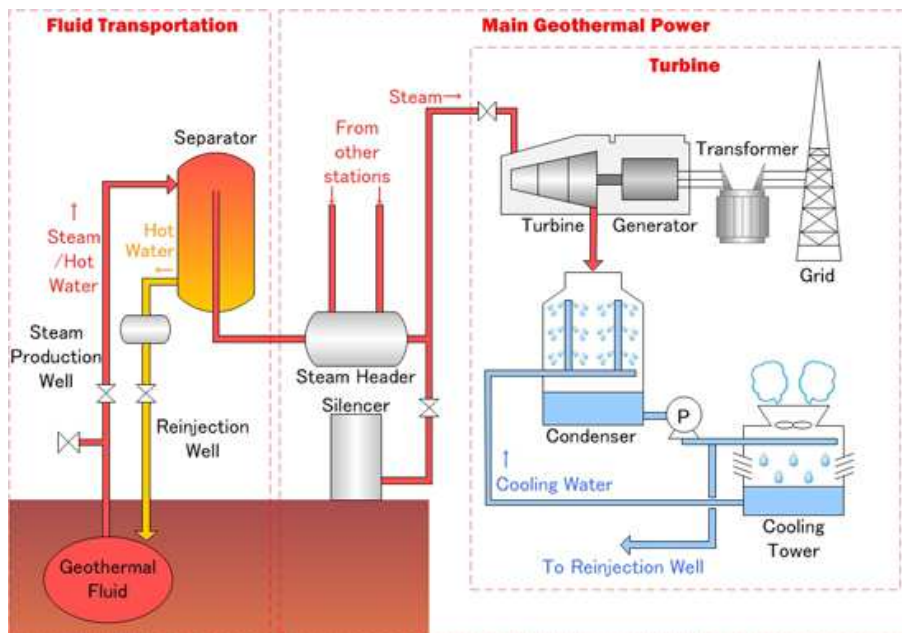 Fluid Transportation
Main Geothermal Power
Turbine
Steam→
Separator
From
other
stations
Transformer
↑
Steam
/Hot
Water
Hot
Water
←
Turbine
Generator
Grid
Steam
Production
Well
Steam Header
Silencer
Reinjection
Well
Condenser
P
↑
Cooling Water
Cooling
Tower
To Reinjection Well
Geothermal
Fluid